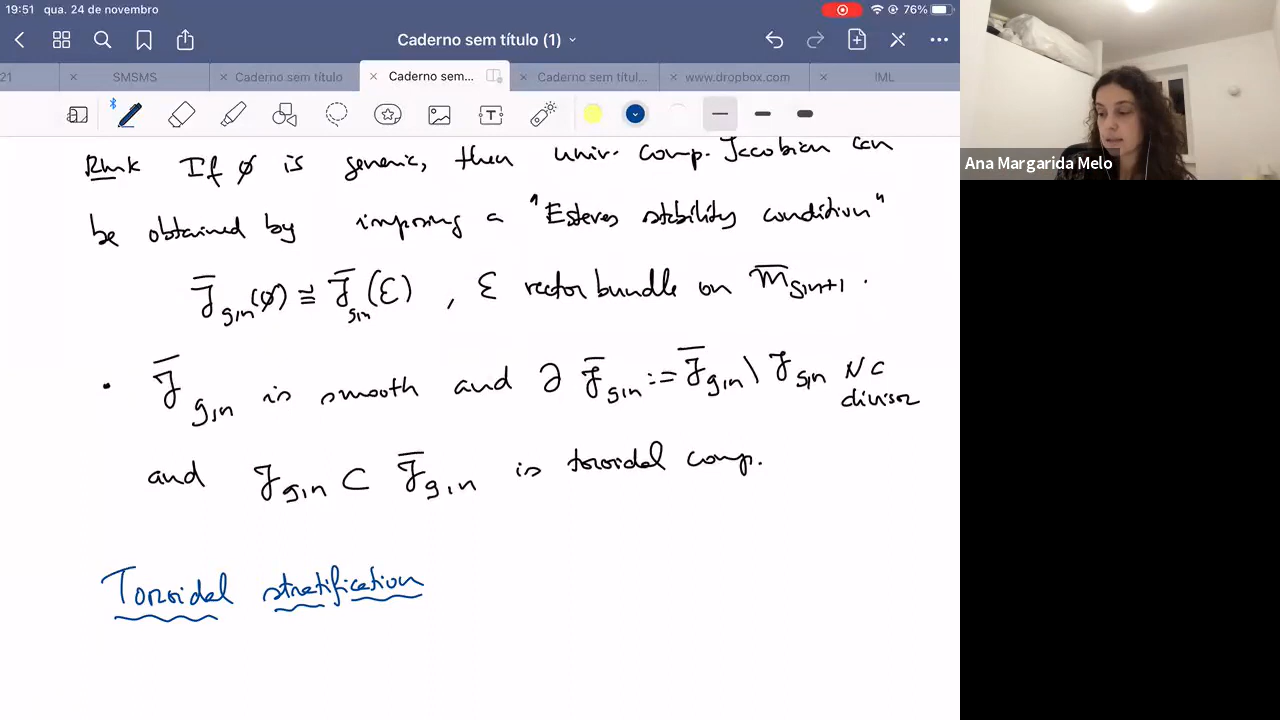 19:51 qua. 24 de novembro
76%
Caderno sem título (1)
21
SMSMS
Caderno sem título
Caderno sem...
Caderno sem títul...
www.dropbox.com
IML
Ana Margarida Melo
Rmk If ϕ is generic, then univ. comp. Jacobian can
be obtained by imposing a "Esteves stability condition"
𝒥̄_{g,n}(ϕ) ≅ 𝒥̄_{g,n}(ℰ) , ℰ vector bundle on M̄_{g,n+1} .
• 𝒥̄_{g,n} is smooth and ∂ 𝒥̄_{g,n} := 𝒥̄_{g,n} \ 𝒥_{g,n} NC
divisor
and 𝒥_{g,n} ⊂ 𝒥̄_{g,n} is toroidal comp.
Toroidal stratification